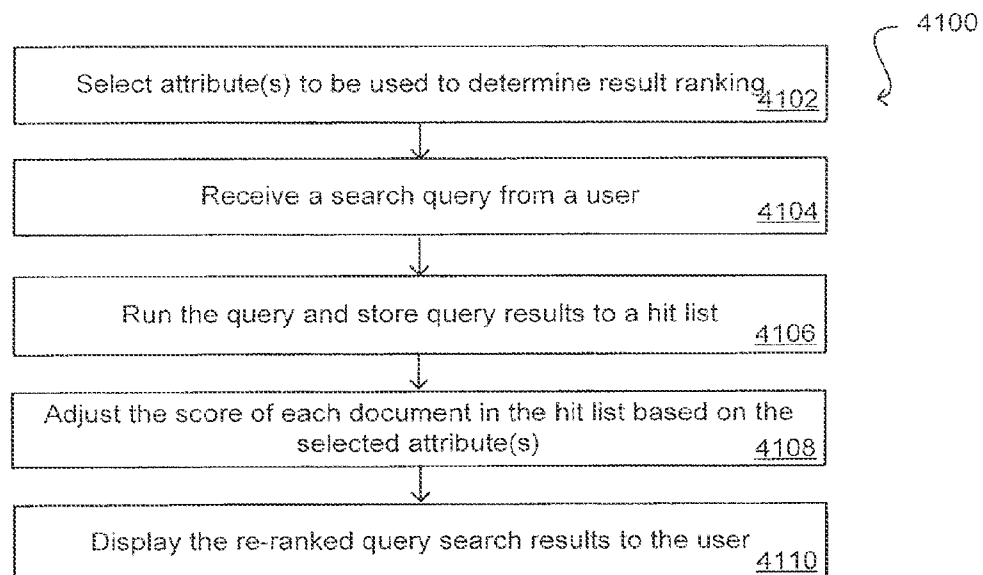 4100
Select attribute(s) to be used to determine result ranking
4102
Receive a search query from a user
4104
Run the query and store query results to a hit list
4106
Adjust the score of each document in the hit list based on the
selected attribute(s)
4108
Display the re-ranked query search results to the user
4110